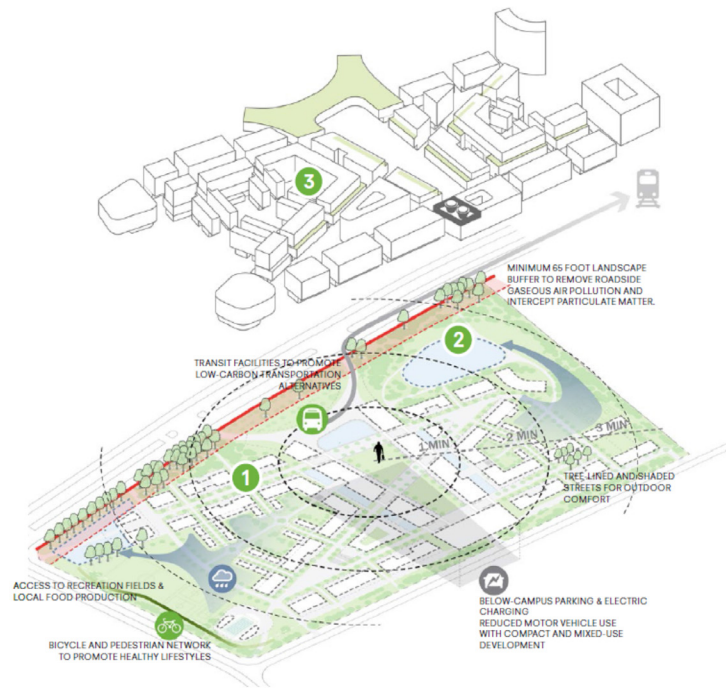 3
MINIMUM 65 FOOT LANDSCAPE
BUFFER TO REMOVE ROADSIDE
GASEOUS AIR POLLUTION AND
INTERCEPT PARTICULATE MATTER.
2
TRANSIT FACILITIES TO PROMOTE
LOW-CARBON TRANSPORTATION
ALTERNATIVES
1 MIN
2 MIN
3 MIN
1
TREE-LINED AND SHADED
STREETS FOR OUTDOOR
COMFORT
ACCESS TO RECREATION FIELDS &
LOCAL FOOD PRODUCTION
BELOW-CAMPUS PARKING & ELECTRIC
CHARGING
REDUCED MOTOR VEHICLE USE
WITH COMPACT AND MIXED-USE
DEVELOPMENT
BICYCLE AND PEDESTRIAN NETWORK
TO PROMOTE HEALTHY LIFESTYLES